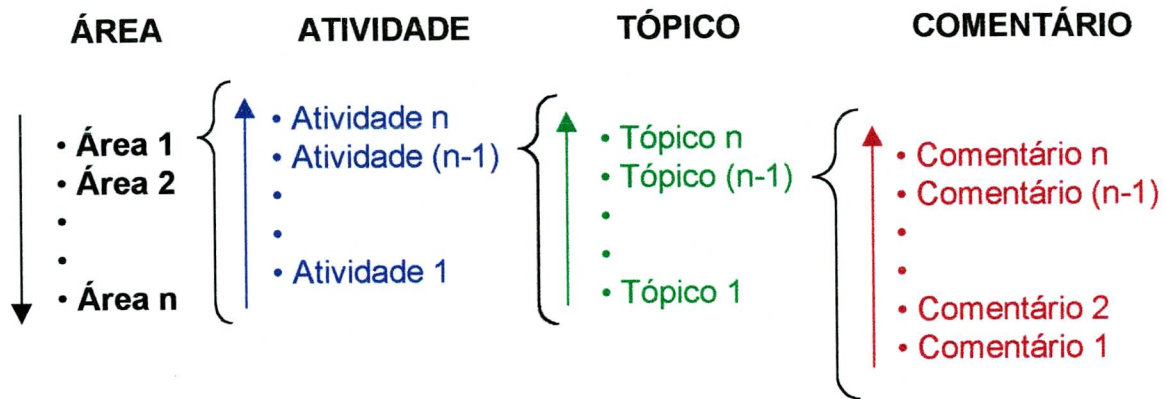 ÁREA
• Área 1
• Área 2
•
•
• Área n
ATIVIDADE
• Atividade n
• Atividade (n-1)
•
•
• Atividade 1
TÓPICO
• Tópico n
• Tópico (n-1)
•
•
• Tópico 1
COMENTÁRIO
• Comentário n
• Comentário (n-1)
•
•
• Comentário 2
• Comentário 1